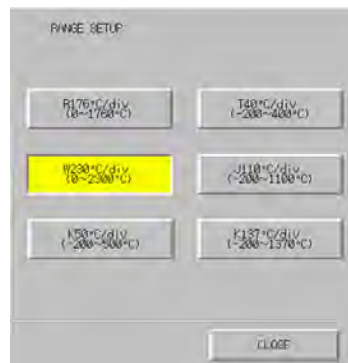 RANGE SETUP
R176°C/div
(0~1760°C)
T40°C/div
(-200~400°C)
W230°C/div
(0~2300°C)
J110°C/div
(-200~1100°C)
K50°C/div
(-200~500°C)
K137°C/div
(-200~1370°C)
CLOSE